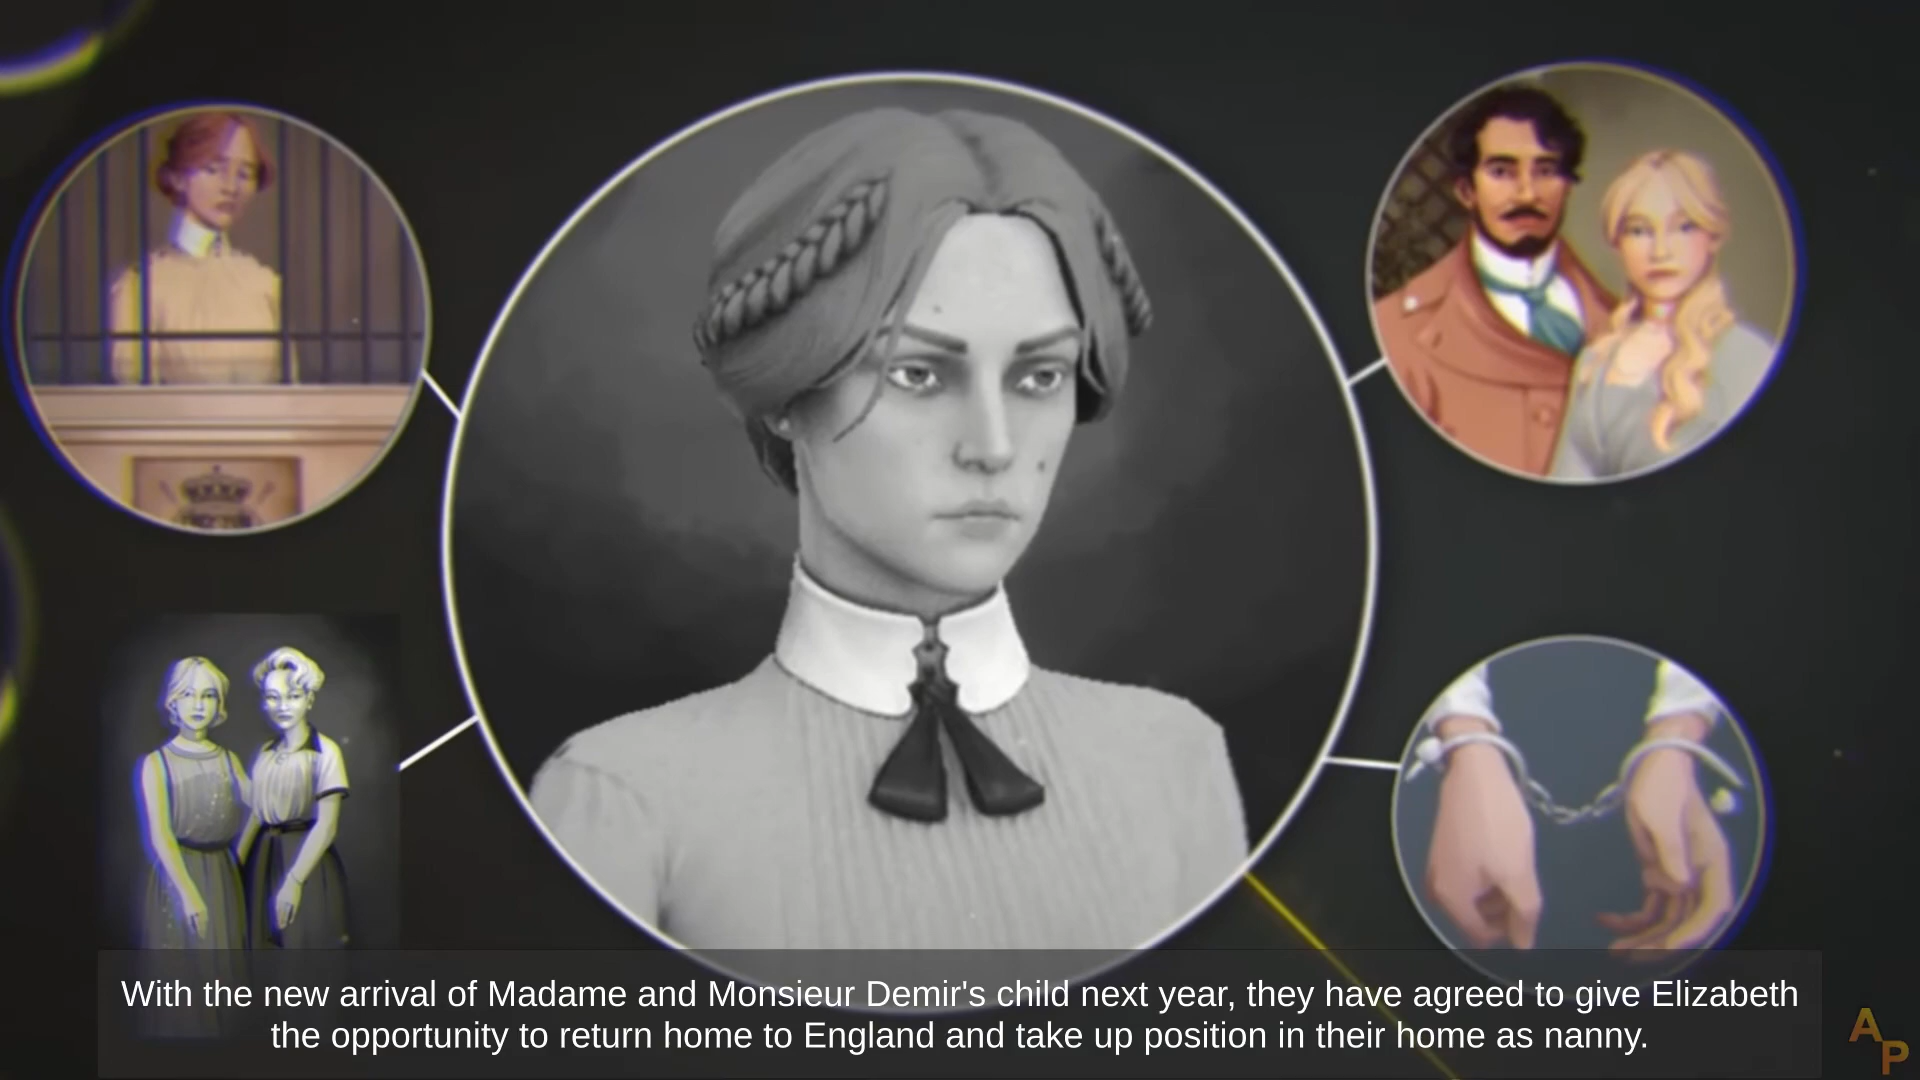 With the new arrival of Madame and Monsieur Demir's child next year, they have agreed to give Elizabeth
the opportunity to return home to England and take up position in their home as nanny.
A
P